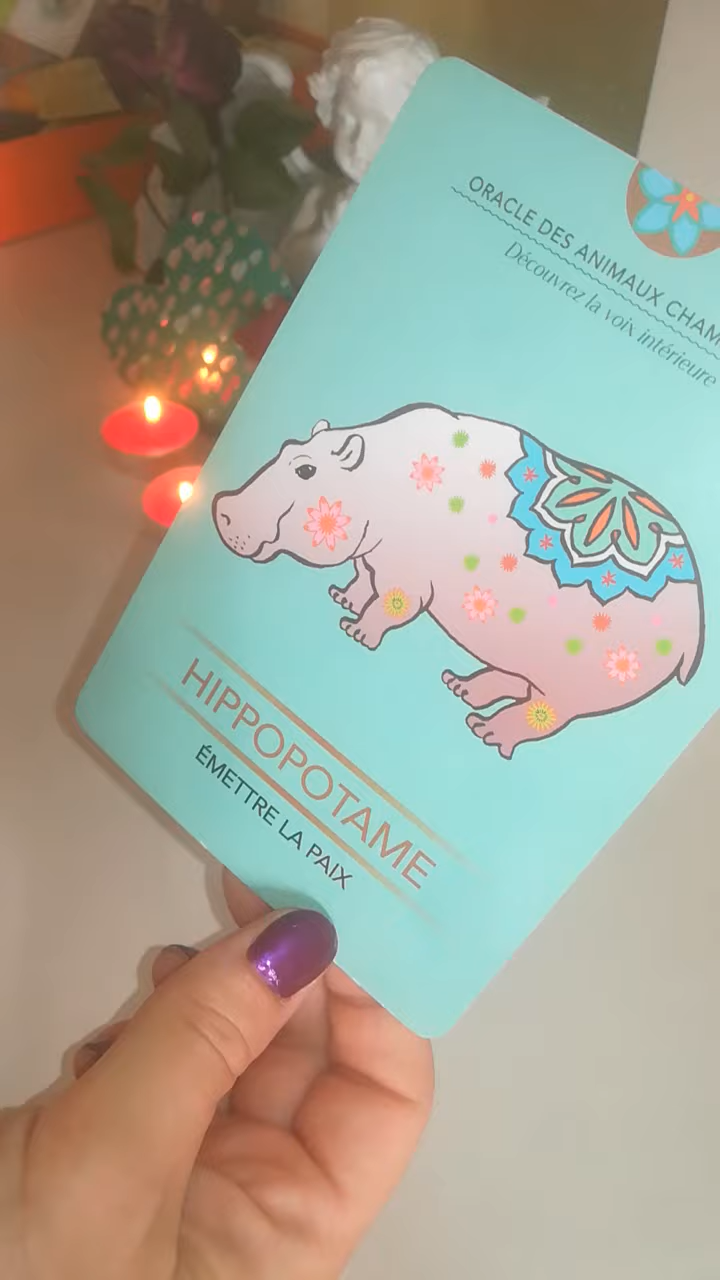 ORACLE DES ANIMAUX CHAM
Découvrez la voix intérieure
HIPPOPOTAME
ÉMETTRE LA PAIX